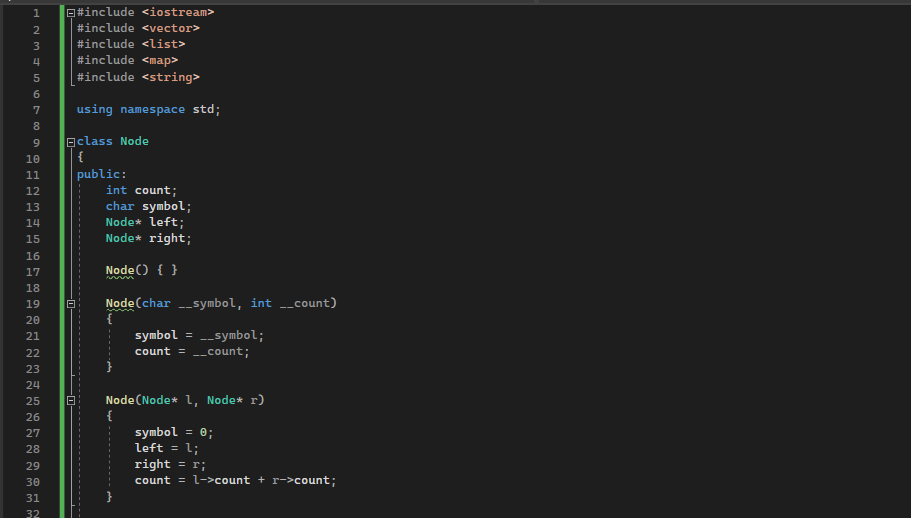 1 #include <iostream>
2 #include <vector>
3 #include <list>
4 #include <map>
5 #include <string>
6
7 using namespace std;
8
9 class Node
10 {
11 public:
12     int count;
13     char symbol;
14     Node* left;
15     Node* right;
16
17     Node() { }
18
19     Node(char __symbol, int __count)
20     {
21         symbol = __symbol;
22         count = __count;
23     }
24
25     Node(Node* l, Node* r)
26     {
27         symbol = 0;
28         left = l;
29         right = r;
30         count = l->count + r->count;
31     }
32